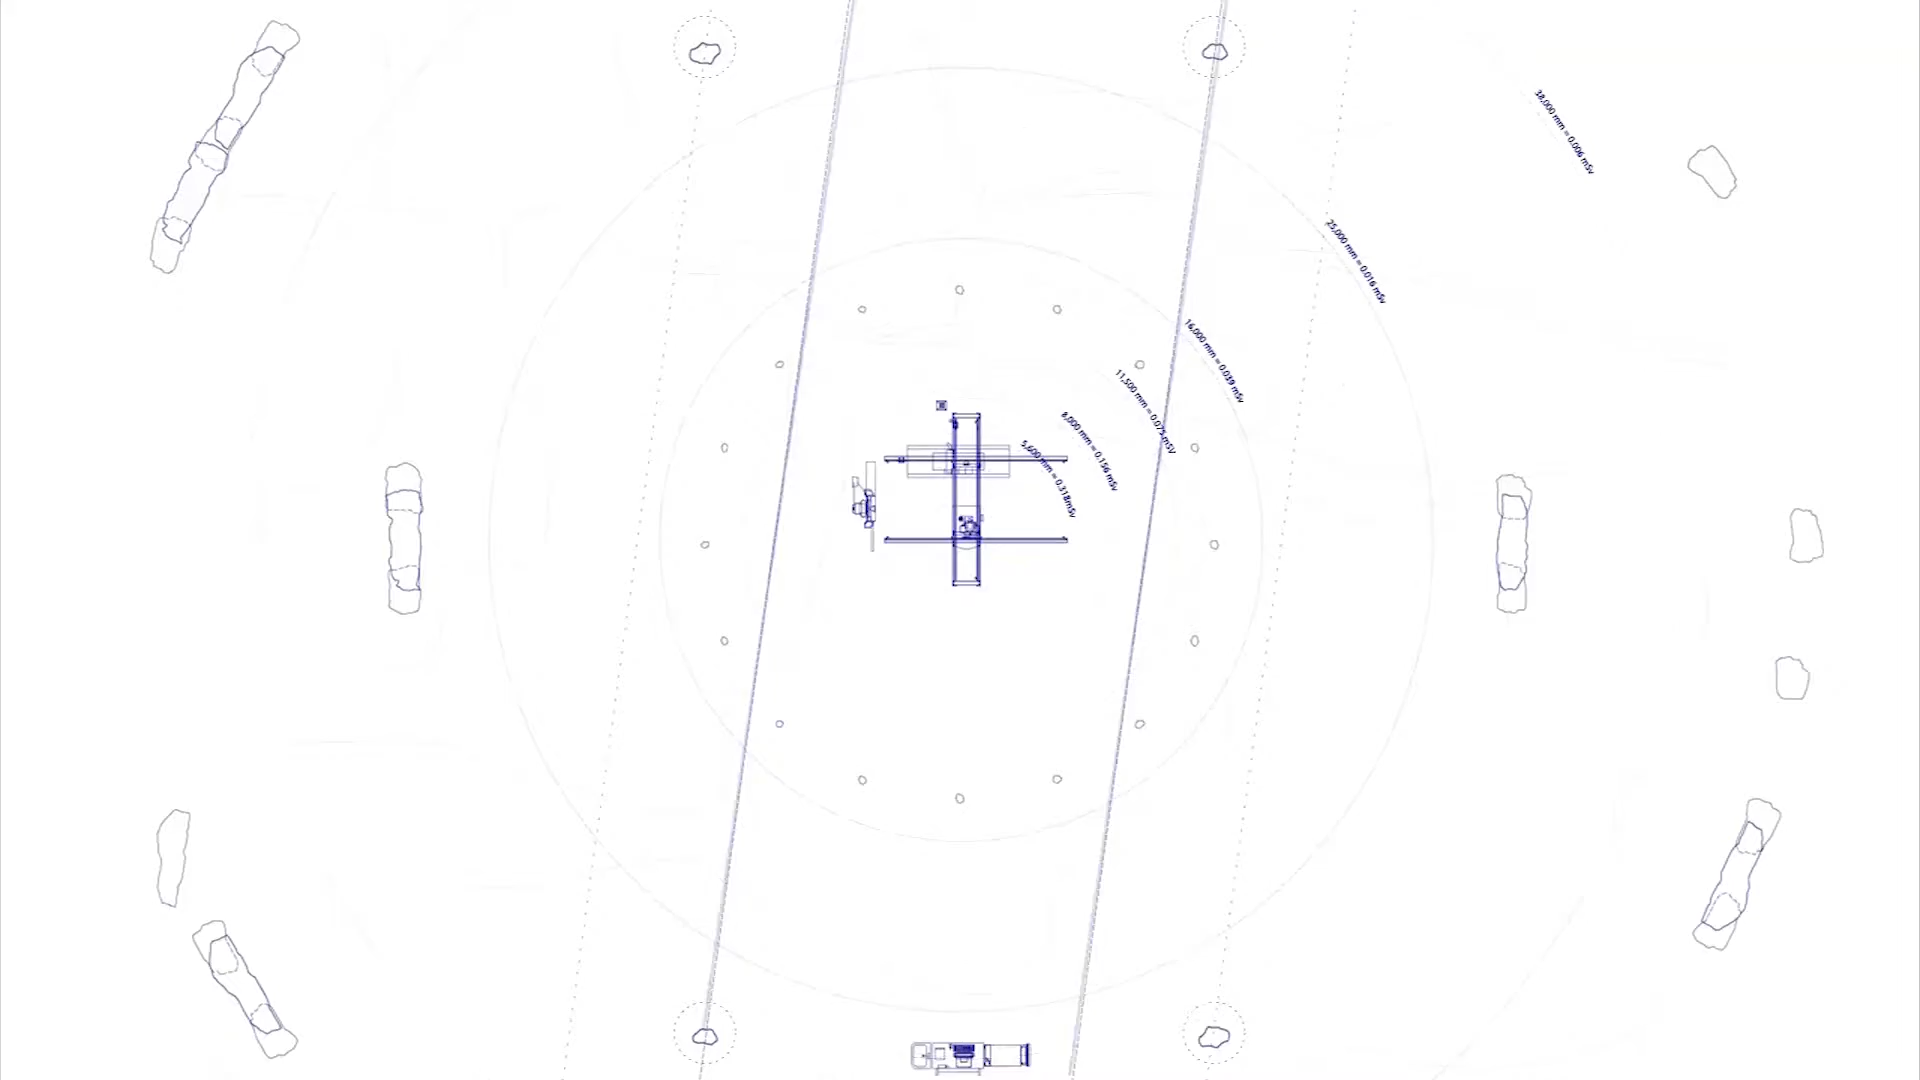 38,000 mm = 0.006 mSv
25,000 mm = 0.016 mSv
16,000 mm = 0.039 mSv
11,500 mm = 0.075 mSV
8,000 mm = 0.156 mSv
5,600 mm = 0.318mSv